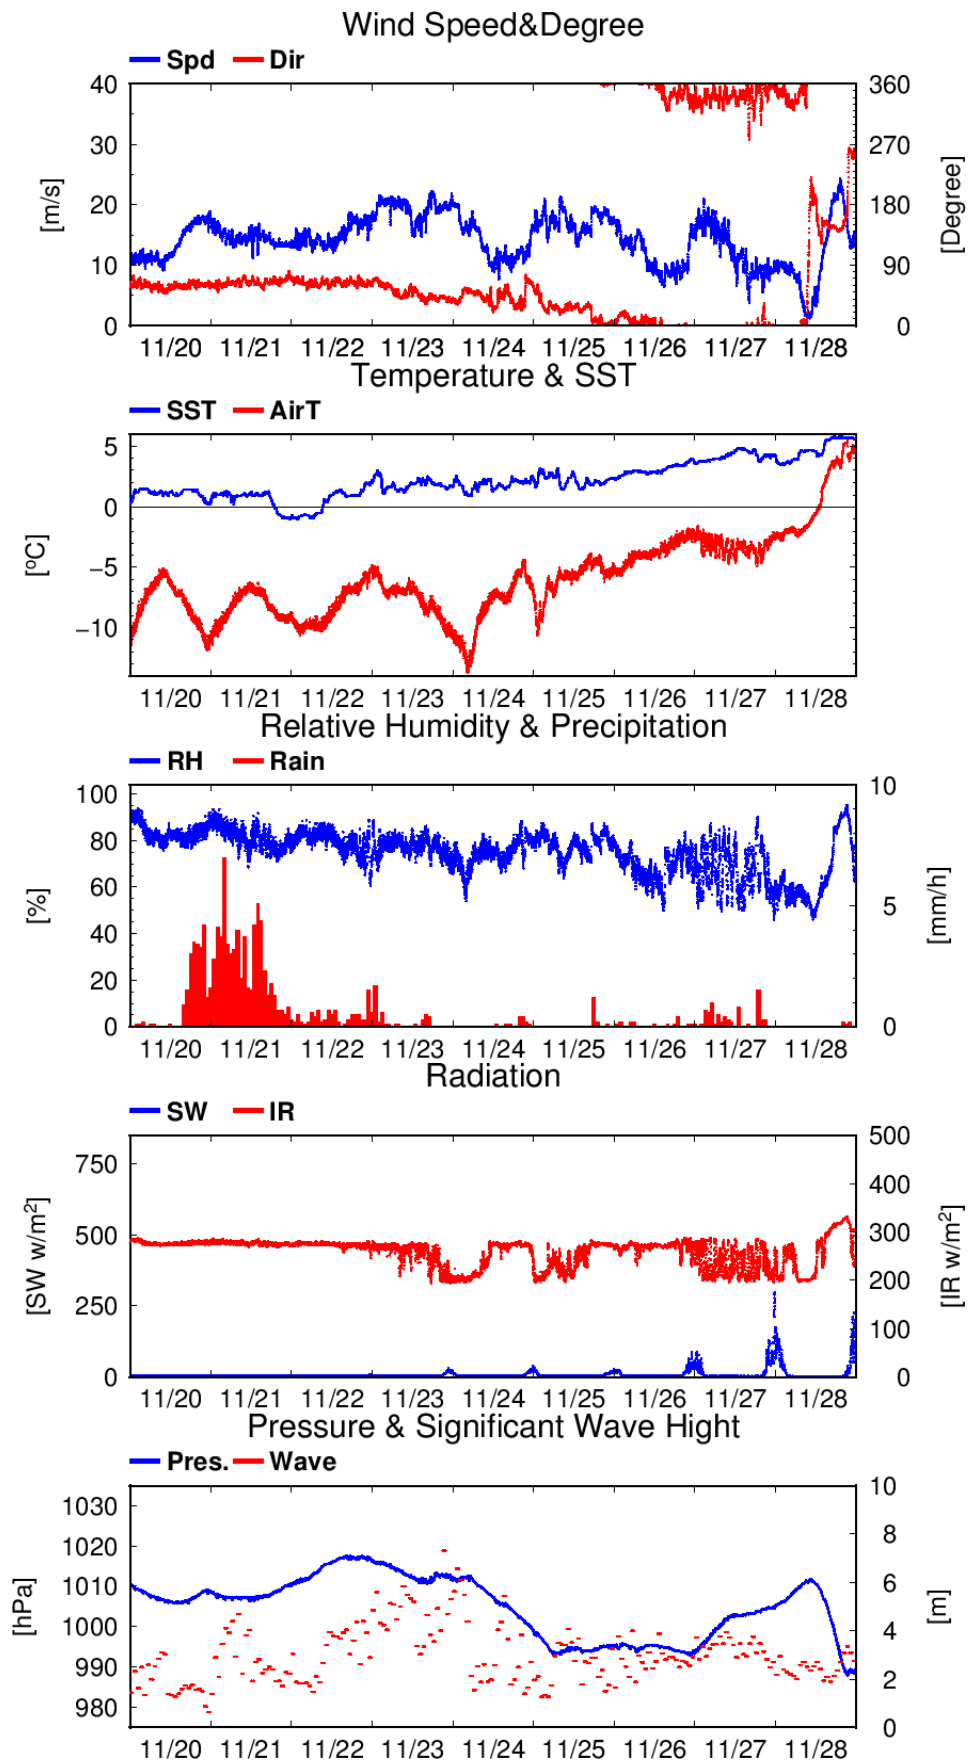 Wind Speed&Degree
Spd Dir
40 360
30 270
20 180
10 90
0 0
[m/s] [Degree]
11/20 11/21 11/22 11/23 11/24 11/25 11/26 11/27 11/28
Temperature & SST
SST AirT
5
0
−5
−10
[ºC]
11/20 11/21 11/22 11/23 11/24 11/25 11/26 11/27 11/28
Relative Humidity & Precipitation
RH Rain
100 10
80
60
40 5
20
0 0
[%] [mm/h]
11/20 11/21 11/22 11/23 11/24 11/25 11/26 11/27 11/28
Radiation
SW IR
750 500
500 400
250 300
0 200
100
0
[SW w/m²] [IR w/m²]
11/20 11/21 11/22 11/23 11/24 11/25 11/26 11/27 11/28
Pressure & Significant Wave Hight
Pres. Wave
1030 10
1020 8
1010 6
1000 4
990 2
980 0
[hPa] [m]
11/20 11/21 11/22 11/23 11/24 11/25 11/26 11/27 11/28